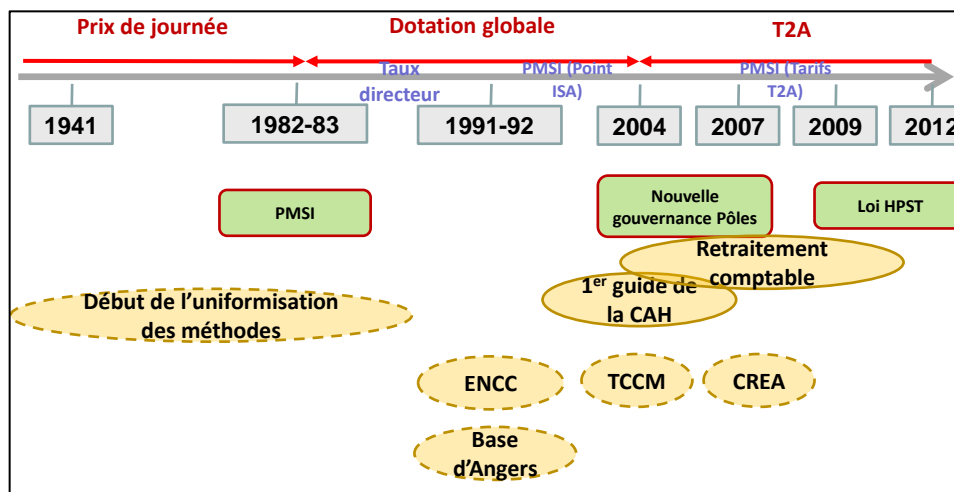 Prix de journée
Dotation globale
T2A
Taux
directeur
PMSI (Point
ISA)
PMSI (Tarifs
T2A)
1941
1982-83
1991-92
2004
2007
2009
2012
PMSI
Nouvelle
gouvernance Pôles
Loi HPST
Retraitement
comptable
1er guide de
la CAH
Début de l’uniformisation
des méthodes
ENCC
TCCM
CREA
Base
d’Angers